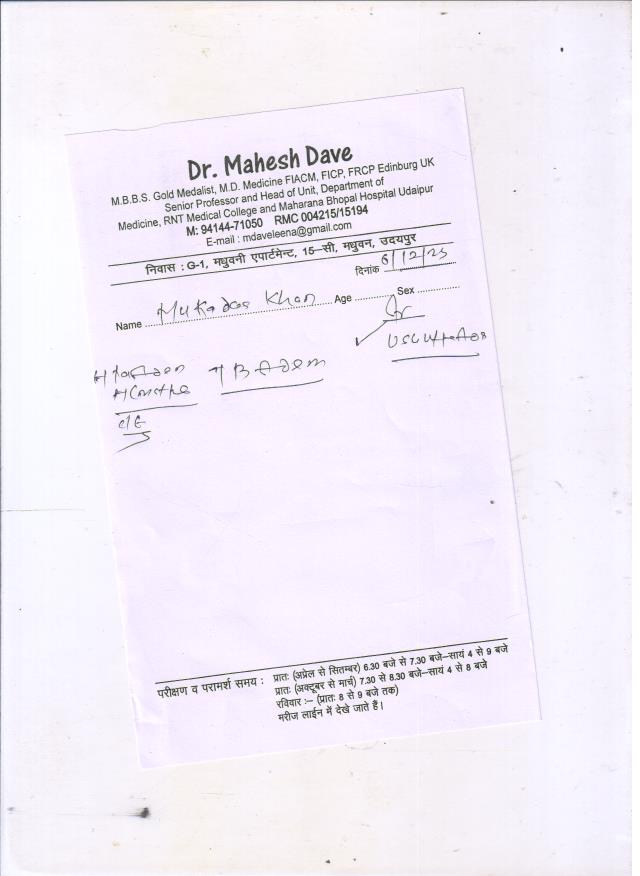 Dr. Mahesh Dave
M.B.B.S. Gold Medalist, M.D. Medicine FIACM, FICP, FRCP Edinburg UK
Senior Professor and Head of Unit, Department of
Medicine, RNT Medical College and Maharana Bhopal Hospital Udaipur
M: 94144-71050 RMC 004215/15194
E-mail : mdaveleena@gmail.com
निवास : G-1, मधुवनी एपार्टमेन्ट, 15–सी, मधुवन, उदयपुर
दिनांक 6/12/25
Name Khan Age Sex
परीक्षण व परामर्श समय : प्रातः (अप्रेल से सितम्बर) 6.30 बजे से 7.30 बजे–सायं 4 से 9 बजे
प्रातः (अक्टूबर से मार्च) 7.30 से 8.30 बजे–सायं 4 से 8 बजे
रविवार :– (प्रातः 8 से 9 बजे तक)
मरीज लाईन में देखे जाते हैं।